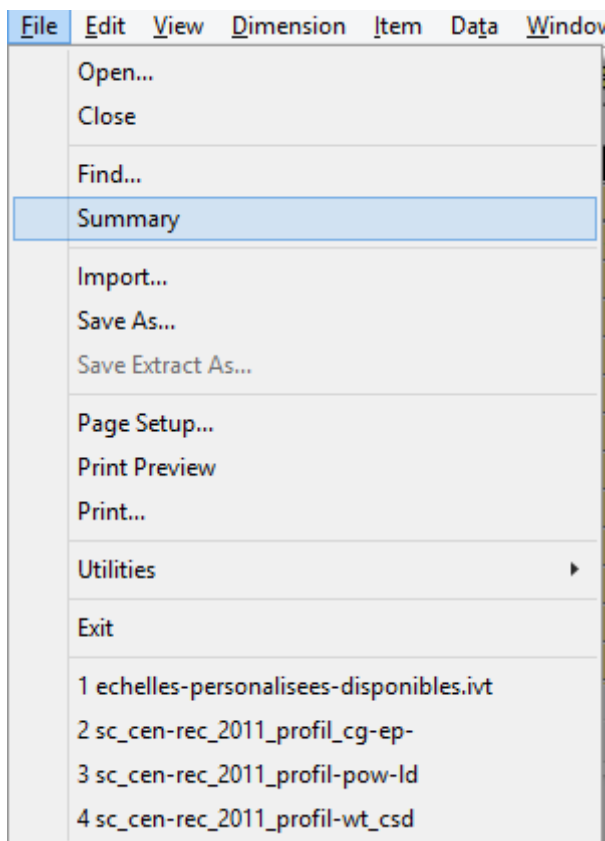 File Edit View Dimension Item Data Window
Open...
Close
Find...
Summary
Import...
Save As...
Save Extract As...
Page Setup...
Print Preview
Print...
Utilities
Exit
1 echelles-personalisees-disponibles.ivt
2 sc_cen-rec_2011_profil_cg-ep-
3 sc_cen-rec_2011_profil-pow-ld
4 sc_cen-rec_2011_profil-wt_csd